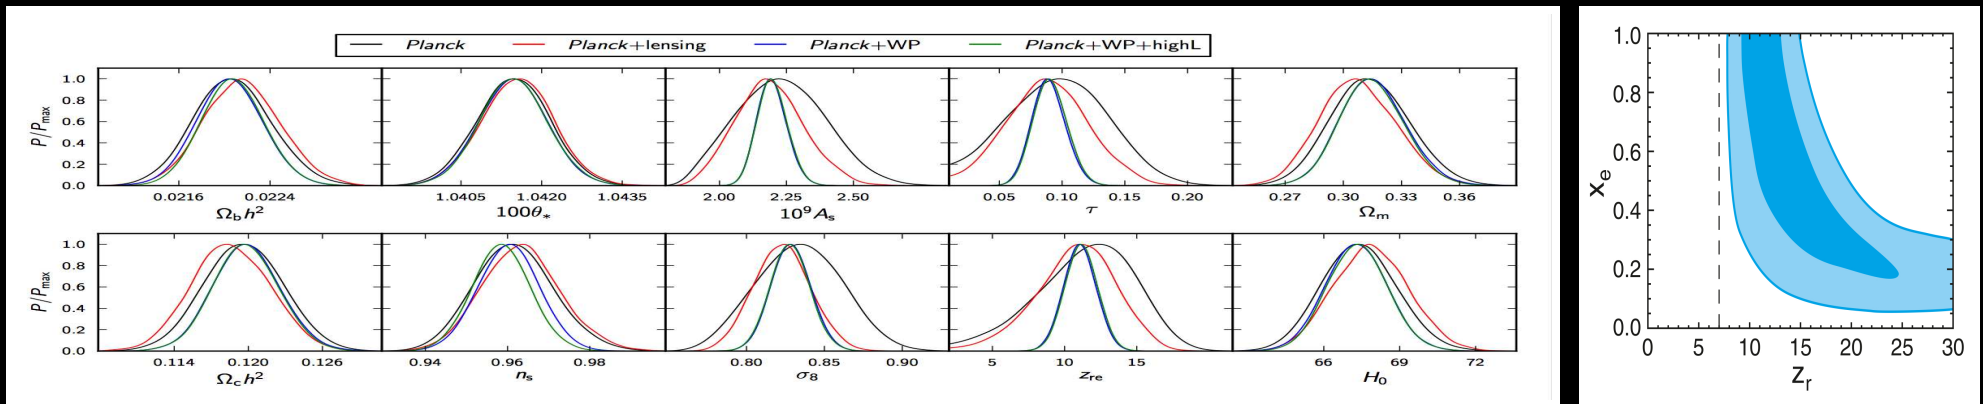 Planck Planck+lensing Planck+WP Planck+WP+highL
1.0
0.8
0.6
0.4
0.2
0.0
P/Pmax
0.0216 0.0224
Ωbh²
1.0405 1.0420 1.0435
100θ*
2.00 2.25 2.50
10⁹As
0.05 0.10 0.15 0.20
τ
0.27 0.30 0.33 0.36
Ωm
1.0
0.8
0.6
0.4
0.2
0.0
P/Pmax
0.114 0.120 0.126
Ωch²
0.94 0.96 0.98
ns
0.80 0.85 0.90
σ8
5 10 15
zre
66 69 72
H0
1.0
0.8
0.6
0.4
0.2
0.0
xe
0 5 10 15 20 25 30
zr